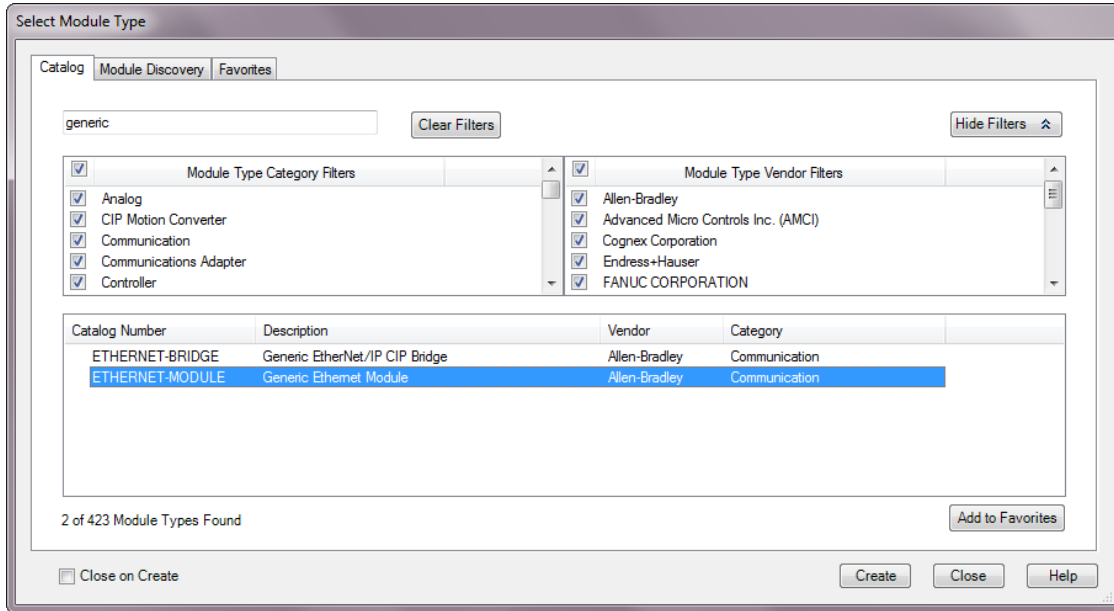 Select Module Type
Catalog Module Discovery Favorites
generic Clear Filters Hide Filters
Module Type Category Filters Module Type Vendor Filters
Analog Allen-Bradley
CIP Motion Converter Advanced Micro Controls Inc. (AMCI)
Communication Cognex Corporation
Communications Adapter Endress+Hauser
Controller FANUC CORPORATION
Catalog Number Description Vendor Category
ETHERNET-BRIDGE Generic EtherNet/IP CIP Bridge Allen-Bradley Communication
ETHERNET-MODULE Generic Ethernet Module Allen-Bradley Communication
2 of 423 Module Types Found Add to Favorites
Close on Create Create Close Help